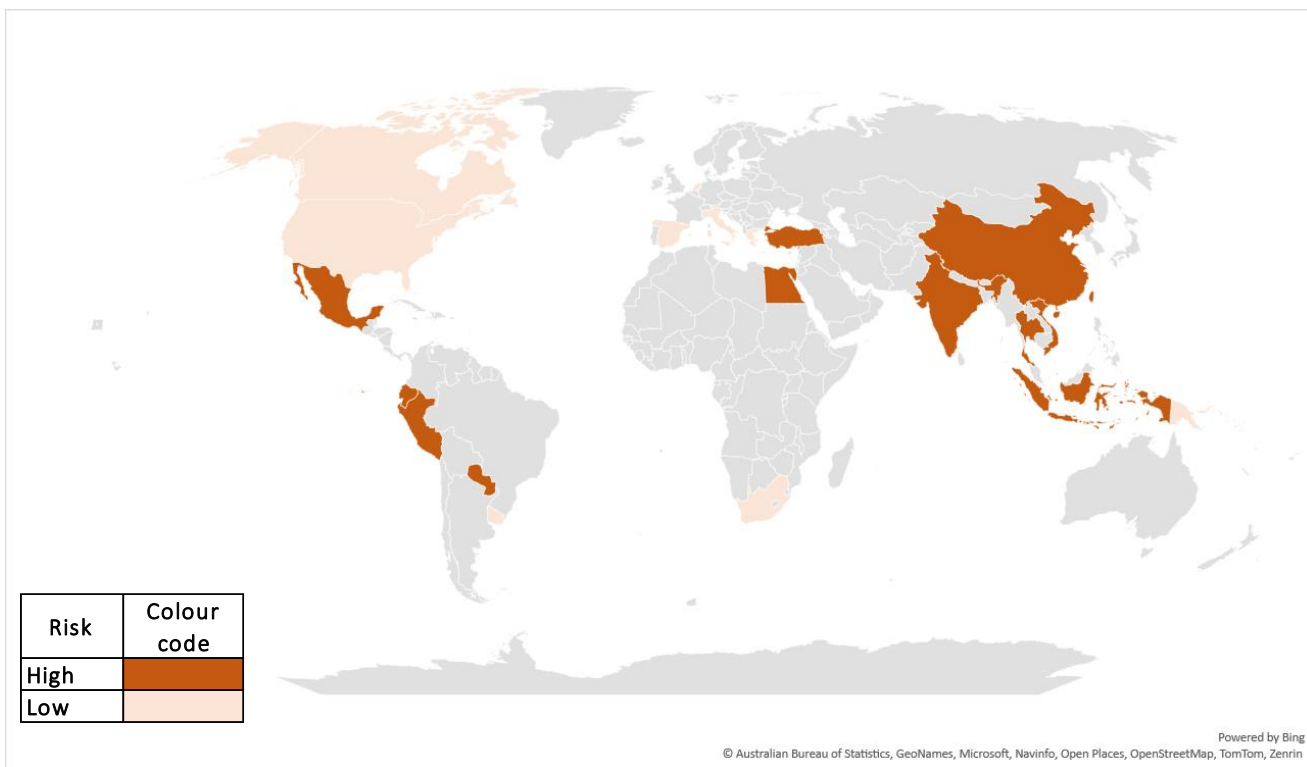 Risk
Colour
code
High
Low
Powered by Bing
© Australian Bureau of Statistics, GeoNames, Microsoft, Navinfo, Open Places, OpenStreetMap, TomTom, Zenrin